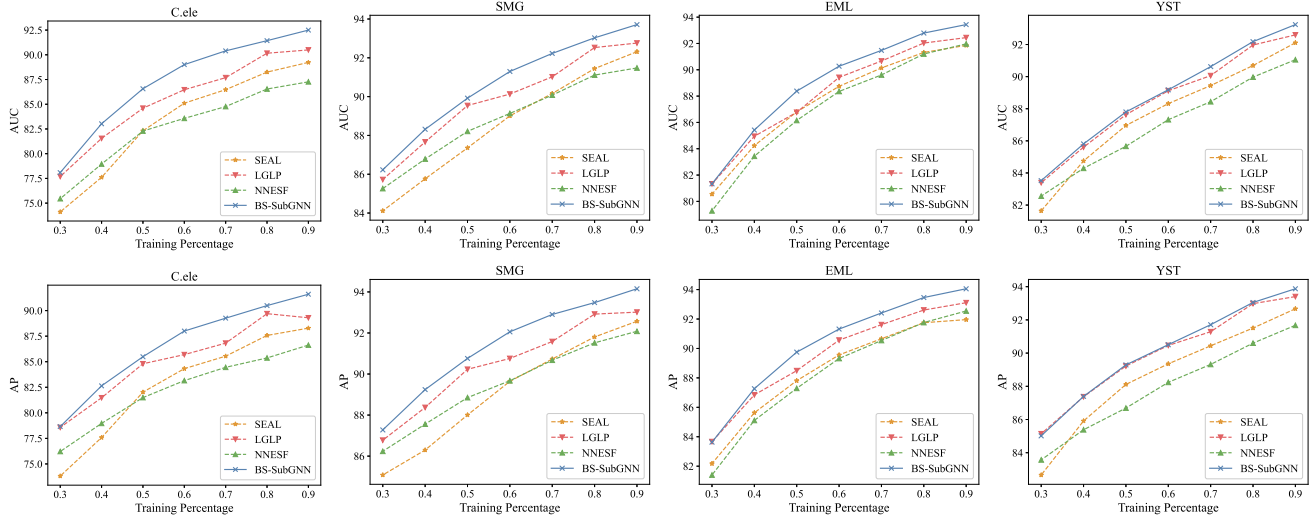 C.ele
92.5
90.0
87.5
85.0
82.5
80.0
77.5
75.0
AUC
0.3 0.4 0.5 0.6 0.7 0.8 0.9
Training Percentage
SEAL
LGLP
NNESF
BS-SubGNN
SMG
94
92
90
88
86
84
AUC
0.3 0.4 0.5 0.6 0.7 0.8 0.9
Training Percentage
SEAL
LGLP
NNESF
BS-SubGNN
EML
94
92
90
88
86
84
82
80
AUC
0.3 0.4 0.5 0.6 0.7 0.8 0.9
Training Percentage
SEAL
LGLP
NNESF
BS-SubGNN
YST
92
90
88
86
84
82
AUC
0.3 0.4 0.5 0.6 0.7 0.8 0.9
Training Percentage
SEAL
LGLP
NNESF
BS-SubGNN
C.ele
90.0
87.5
85.0
82.5
80.0
77.5
75.0
AP
0.3 0.4 0.5 0.6 0.7 0.8 0.9
Training Percentage
SEAL
LGLP
NNESF
BS-SubGNN
SMG
94
92
90
88
86
AP
0.3 0.4 0.5 0.6 0.7 0.8 0.9
Training Percentage
SEAL
LGLP
NNESF
BS-SubGNN
EML
94
92
90
88
86
84
82
AP
0.3 0.4 0.5 0.6 0.7 0.8 0.9
Training Percentage
SEAL
LGLP
NNESF
BS-SubGNN
YST
94
92
90
88
86
84
AP
0.3 0.4 0.5 0.6 0.7 0.8 0.9
Training Percentage
SEAL
LGLP
NNESF
BS-SubGNN